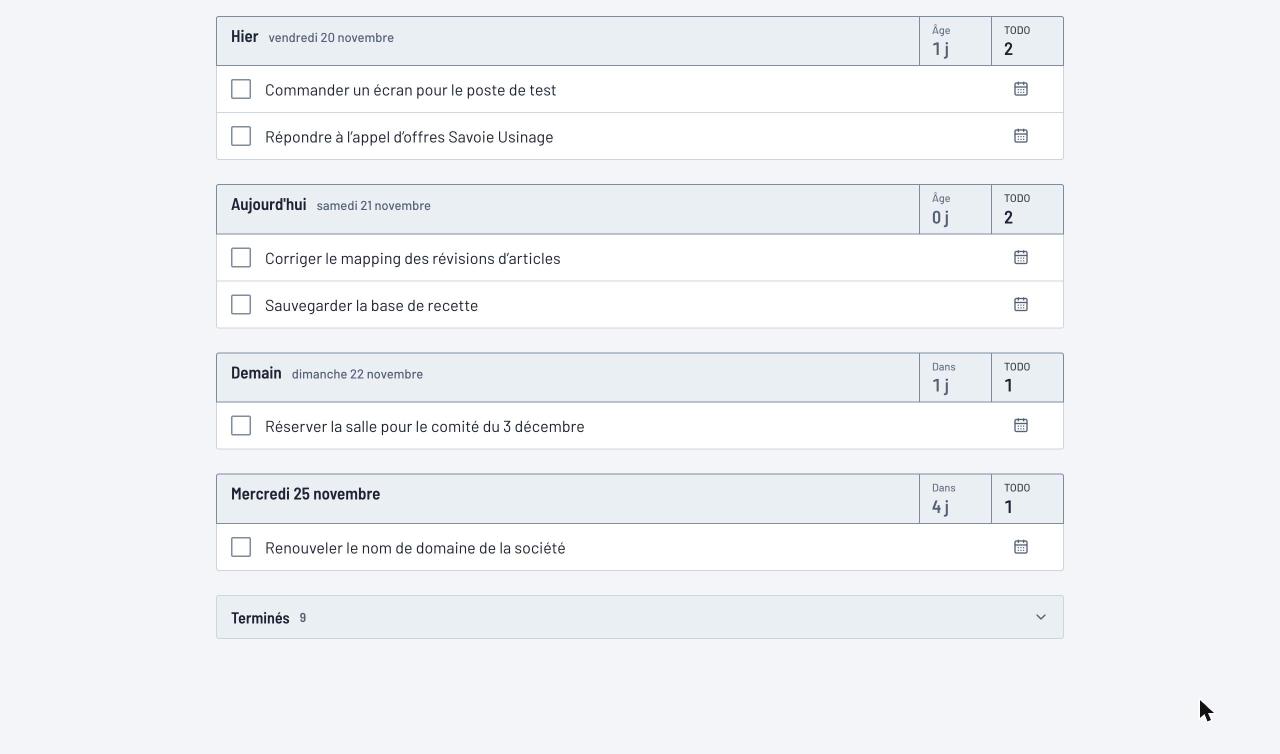 Hier vendredi 20 novembre Âge TODO
1 j 2
Commander un écran pour le poste de test
Répondre à l’appel d’offres Savoie Usinage
Aujourd'hui samedi 21 novembre Âge TODO
0 j 2
Corriger le mapping des révisions d’articles
Sauvegarder la base de recette
Demain dimanche 22 novembre Dans TODO
1 j 1
Réserver la salle pour le comité du 3 décembre
Mercredi 25 novembre Dans TODO
4 j 1
Renouveler le nom de domaine de la société
Terminés 9